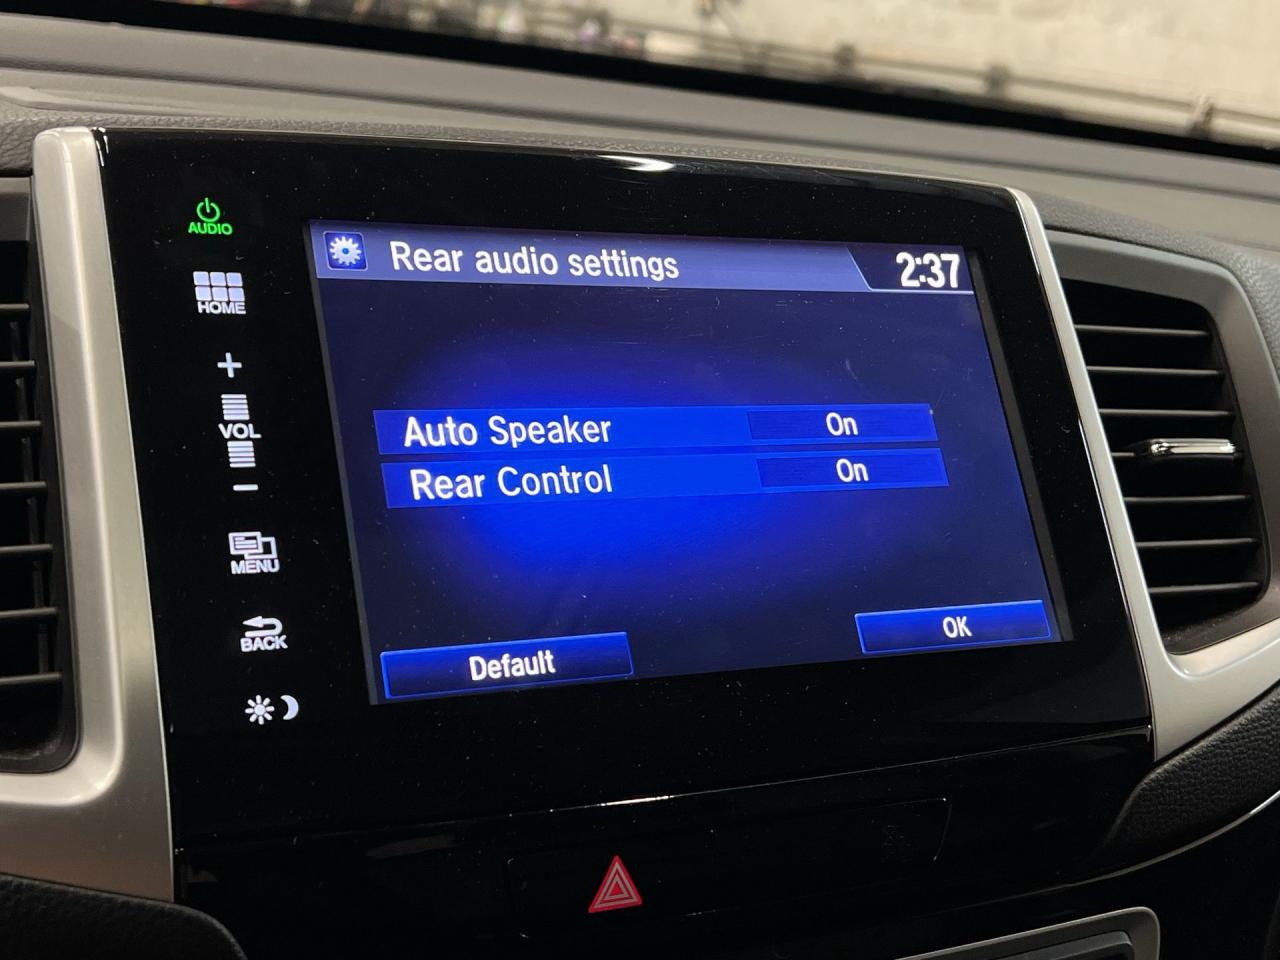 AUDIO
HOME
+
VOL
-
MENU
BACK
Rear audio settings
2:37
Auto Speaker On
Rear Control On
Default
OK